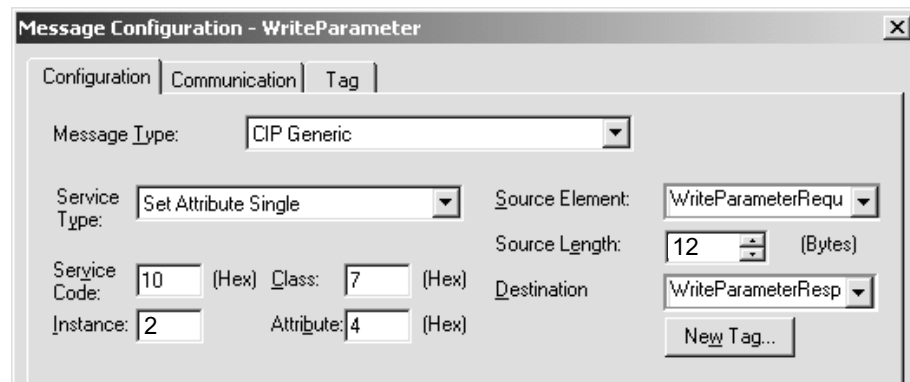 Message Configuration - WriteParameter
Configuration Communication Tag
Message Type: CIP Generic
Service Type: Set Attribute Single
Source Element: WriteParameterRequ
Source Length: 12 (Bytes)
Service Code: 10 (Hex) Class: 7 (Hex)
Destination WriteParameterResp
Instance: 2 Attribute: 4 (Hex)
New Tag...